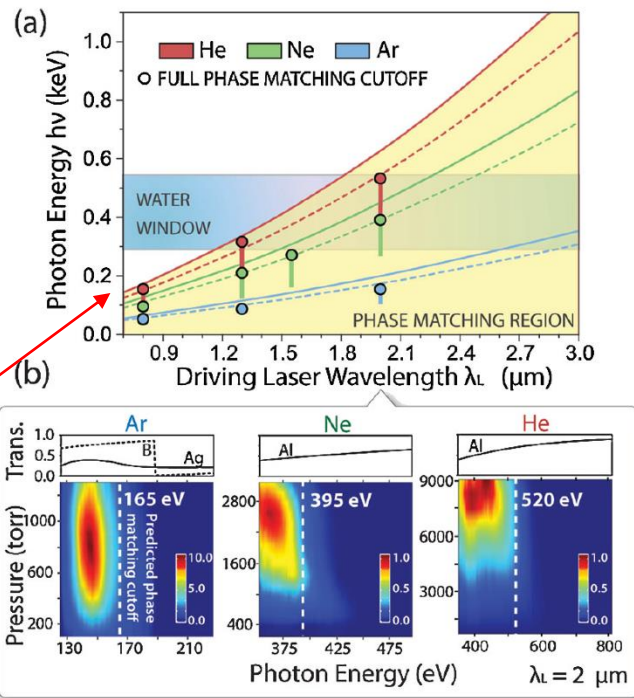 (a)
1.0
0.8
0.6
0.4
0.2
0.0
Photon Energy hν (keV)
He Ne Ar
FULL PHASE MATCHING CUTOFF
WATER
WINDOW
PHASE MATCHING REGION
0.9 1.2 1.5 1.8 2.1 2.4 2.7 3.0
Driving Laser Wavelength λL (μm)
(b)
Ar
Trans.
1.0
0.5
0.0
B
Ag
Pressure (torr)
1000
600
200
165 eV
Predicted phase
matching cutoff
10.0
5.0
0.0
130 170 210
Ne
Al
2800
1600
400
395 eV
1.0
0.5
0.0
375 425 475
He
Al
9000
6000
3000
520 eV
1.0
0.5
0.0
400 500 600 700 800
Photon Energy (eV)
λL = 2 μm